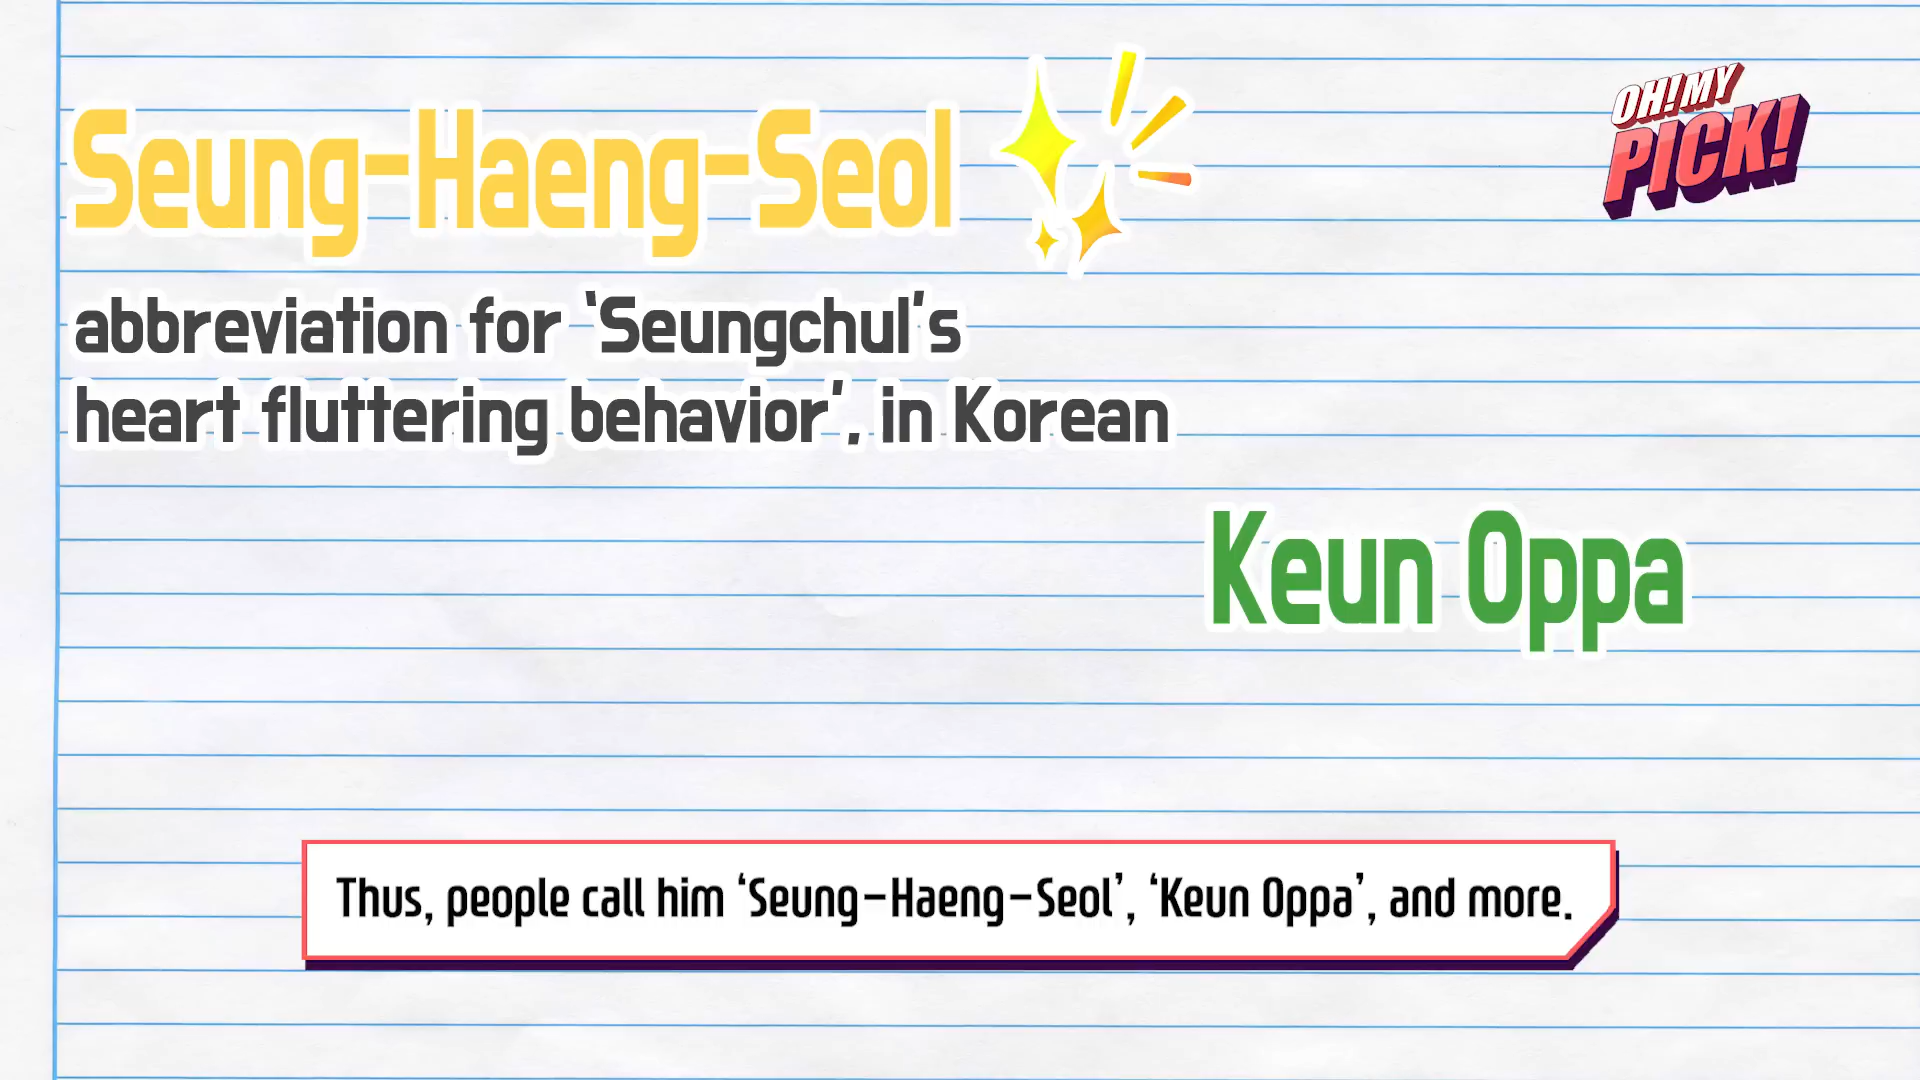 Seung-Haeng-Seol
OH! MY
PICK!
abbreviation for ‘Seungchul’s
heart fluttering behavior’, in Korean
Keun Oppa
Thus, people call him ‘Seung-Haeng-Seol’, ‘Keun Oppa’, and more.